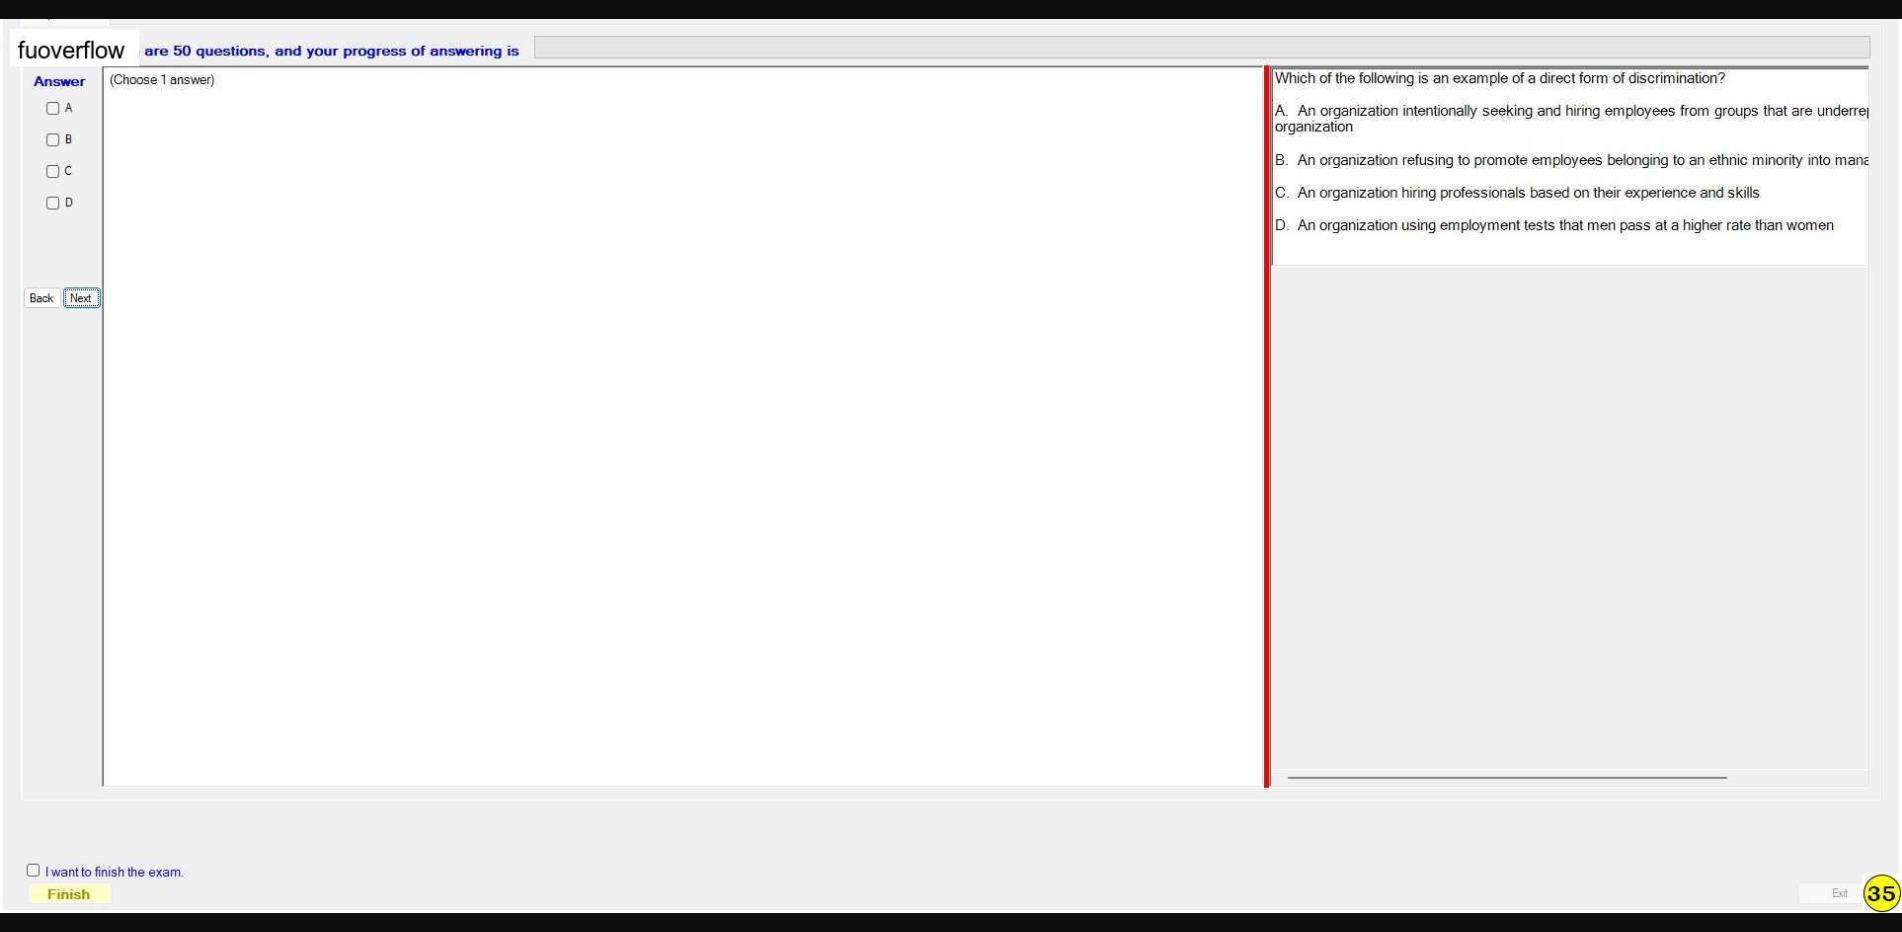 fuoverflow are 50 questions, and your progress of answering is
Answer
(Choose 1 answer)
A
B
C
D
Back Next
Which of the following is an example of a direct form of discrimination?
A. An organization intentionally seeking and hiring employees from groups that are
organization
B. An organization refusing to promote employees belonging to an ethnic minority into
C. An organization hiring professionals based on their experience and skills
D. An organization using employment tests that men pass at a higher rate than women
I want to finish the exam.
Finish
Exit
35